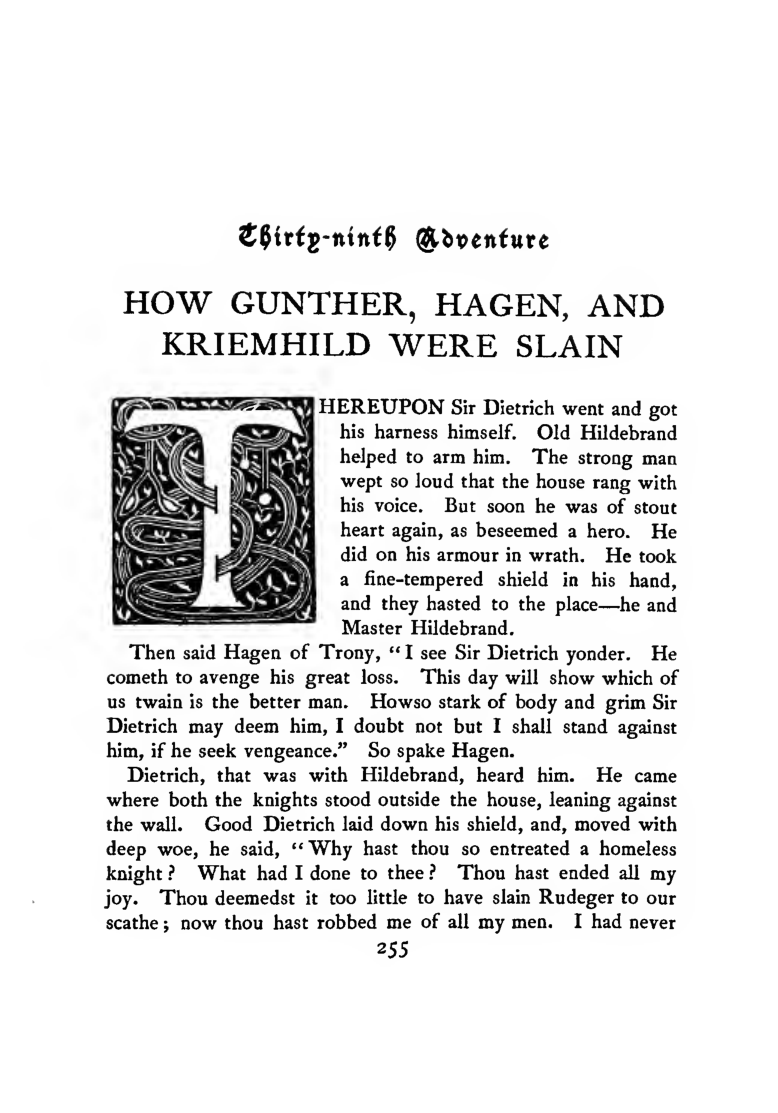 Thirty-ninth Adventure
HOW GUNTHER, HAGEN, AND
KRIEMHILD WERE SLAIN
THEREUPON Sir Dietrich went and got
his harness himself. Old Hildebrand
helped to arm him. The strong man
wept so loud that the house rang with
his voice. But soon he was of stout
heart again, as beseemed a hero. He
did on his armour in wrath. He took
a fine-tempered shield in his hand,
and they hasted to the place—he and
Master Hildebrand.
Then said Hagen of Trony, “I see Sir Dietrich yonder. He
cometh to avenge his great loss. This day will show which of
us twain is the better man. Howso stark of body and grim Sir
Dietrich may deem him, I doubt not but I shall stand against
him, if he seek vengeance.” So spake Hagen.
Dietrich, that was with Hildebrand, heard him. He came
where both the knights stood outside the house, leaning against
the wall. Good Dietrich laid down his shield, and, moved with
deep woe, he said, “Why hast thou so entreated a homeless
knight? What had I done to thee? Thou hast ended all my
joy. Thou deemedst it too little to have slain Rudeger to our
scathe; now thou hast robbed me of all my men. I had never
255